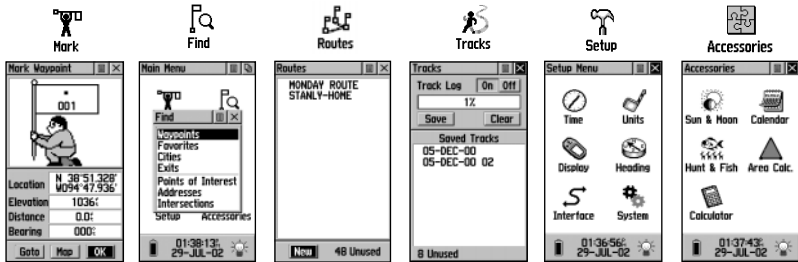 Mark
Find
Routes
Tracks
Setup
Accessories
Mark Waypoint
001
Location N 38°51.328'
W094°47.936'
Elevation 1036ft
Distance 0.0ft
Bearing 000°
Goto Map OK
Main Menu
Find
Waypoints
Favorites
Cities
Exits
Points of Interest
Addresses
Intersections
Setup Accessories
01:38:13
29-JUL-02
Routes
MONDAY ROUTE
STANLY-HOME
New 48 Unused
Tracks
Track Log On Off
1%
Save Clear
Saved Tracks
05-DEC-00
05-DEC-00 02
8 Unused
Setup Menu
Time Units
Display Heading
Interface System
01:36:56
29-JUL-02
Accessories
Sun & Moon Calendar
Hunt & Fish Area Calc.
Calculator
01:37:43
29-JUL-02